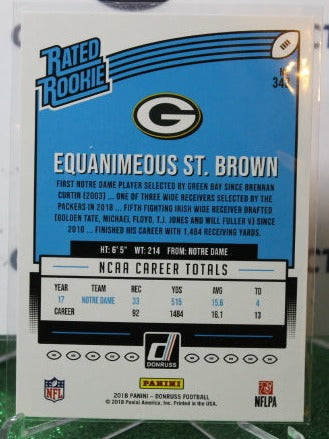 RATED
ROOKIE
G
EQUANIMEOUS ST. BROWN
FIRST NOTRE DAME PLAYER SELECTED BY GREEN BAY SINCE BRENNAN
CURTIN (2003) ... ONE OF THREE WIDE RECEIVERS SELECTED BY THE
PACKERS IN 2018 ... FIFTH FIGHTING IRISH WIDE RECEIVER DRAFTED
(GOLDEN TATE, MICHAEL FLOYD, T.J. JONES AND WILL FULLER V) SINCE
2010 ... FINISHED HIS CAREER WITH 1,484 RECEIVING YARDS.
HT: 6' 5" WT: 214 FROM: NOTRE DAME
NCAA CAREER TOTALS
YEAR TEAM REC YDS AVG TD
17 NOTRE DAME 33 515 15.6 4
CAREER 92 1484 16.1 13
DONRUSS
NFL
PANINI
NFLPA
2018 PANINI - DONRUSS FOOTBALL
© 2018 Panini America, Inc. Printed in the USA.